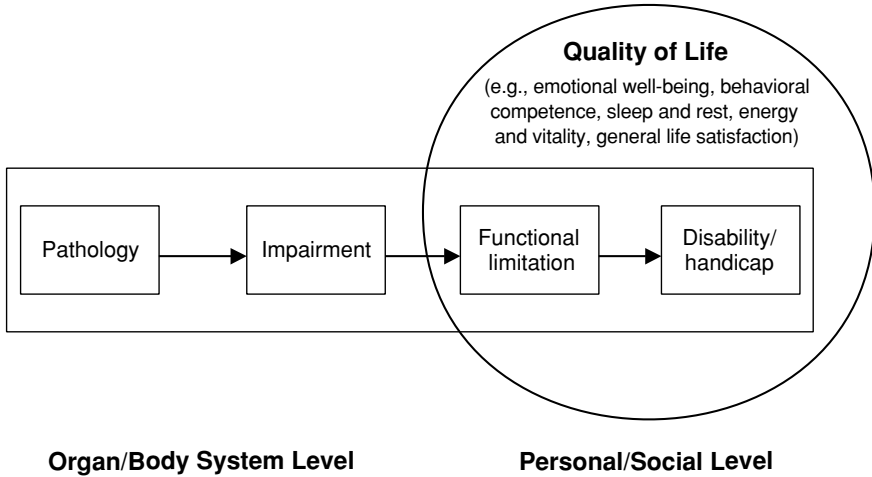 Quality of Life
(e.g., emotional well-being, behavioral
competence, sleep and rest, energy
and vitality, general life satisfaction)
Pathology
Impairment
Functional
limitation
Disability/
handicap
Organ/Body System Level
Personal/Social Level